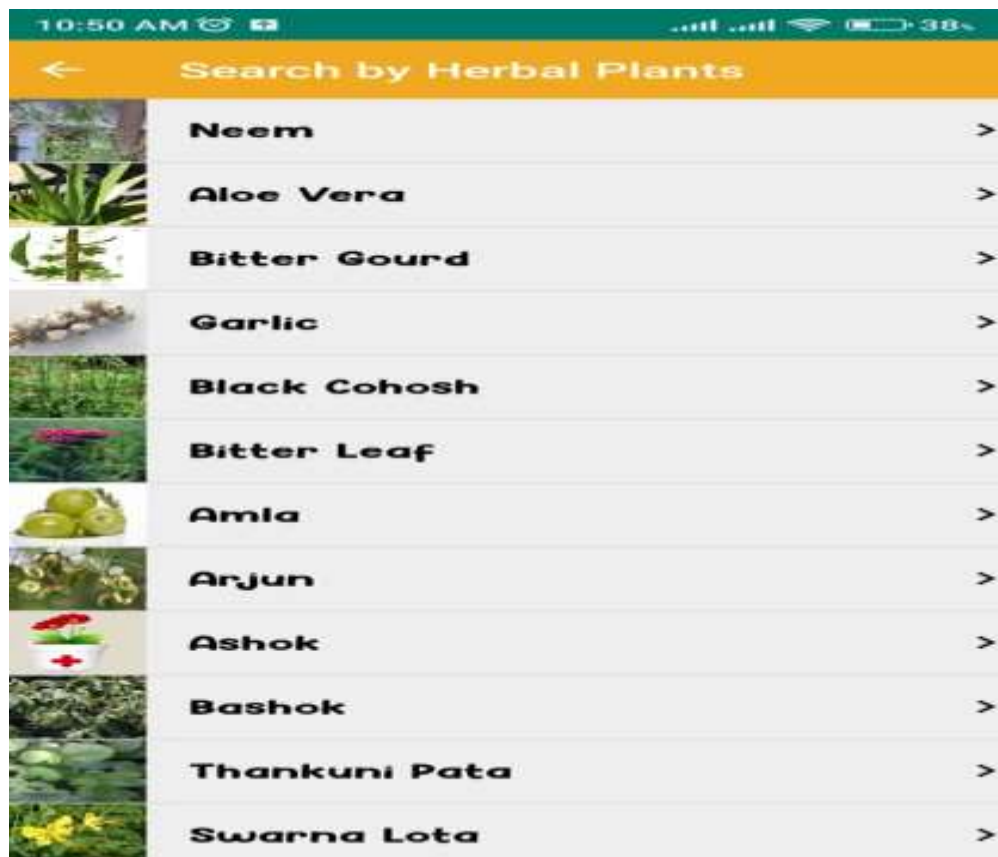 10:50 AM 38%
Search by Herbal Plants
Neem
Aloe Vera
Bitter Gourd
Garlic
Black Cohosh
Bitter Leaf
Amla
Arjun
Ashok
Bashok
Thankuni Pata
Swarna Lota